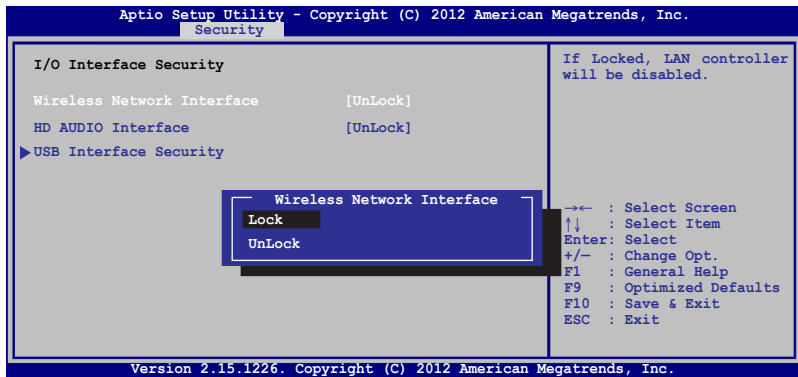 Aptio Setup Utility - Copyright (C) 2012 American Megatrends, Inc.
Security
I/O Interface Security
Wireless Network Interface [UnLock]
HD AUDIO Interface [UnLock]
▶USB Interface Security
If Locked, LAN controller
will be disabled.
Wireless Network Interface
Lock
UnLock
→← : Select Screen
↑↓ : Select Item
Enter: Select
+/— : Change Opt.
F1 : General Help
F9 : Optimized Defaults
F10 : Save & Exit
ESC : Exit
Version 2.15.1226. Copyright (C) 2012 American Megatrends, Inc.